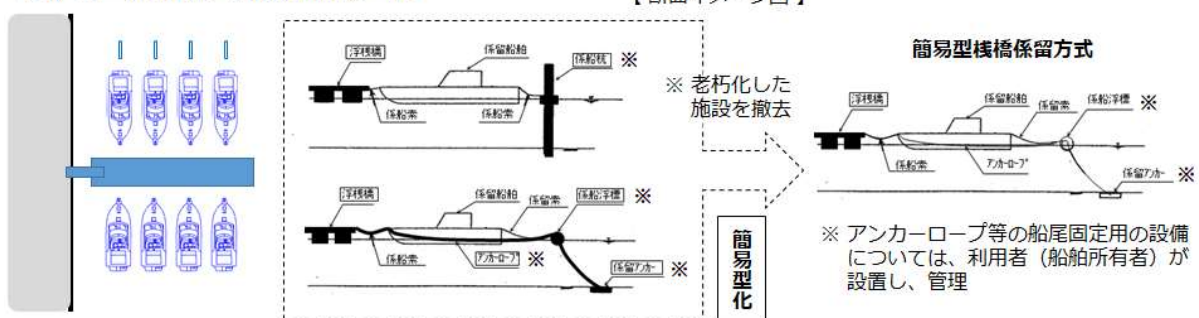 簡易型桟橋係留方式
浮桟橋
係留船舶
係船杭
※
係船索
係船索
※ 老朽化した
施設を撤去
浮桟橋
係留船舶
係留索
係船浮標
※
係船索
アンカーロープ
係留アンカー
※
浮桟橋
係留船舶
係留索
係船浮標
※
係船索
アンカーロープ
※
係留アンカー
※
簡易型化
※ アンカーロープ等の船尾固定用の設備
については、利用者（船舶所有者）が
設置し、管理